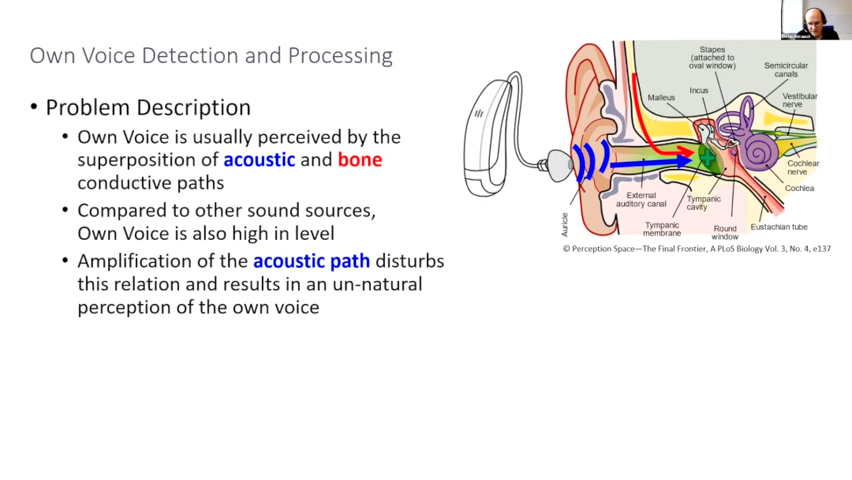 Own Voice Detection and Processing
• Problem Description
• Own Voice is usually perceived by the
superposition of acoustic and bone
conductive paths
• Compared to other sound sources,
Own Voice is also high in level
• Amplification of the acoustic path disturbs
this relation and results in an un-natural
perception of the own voice
Stapes
(attached to
oval window)
Semicircular
canals
Incus
Malleus
Vestibular
nerve
Cochlear
nerve
Cochlea
External
auditory canal
Tympanic
cavity
Auricle
Tympanic
membrane
Round
window
Eustachian tube
© Perception Space—The Final Frontier, A PLoS Biology Vol. 3, No. 4, e137